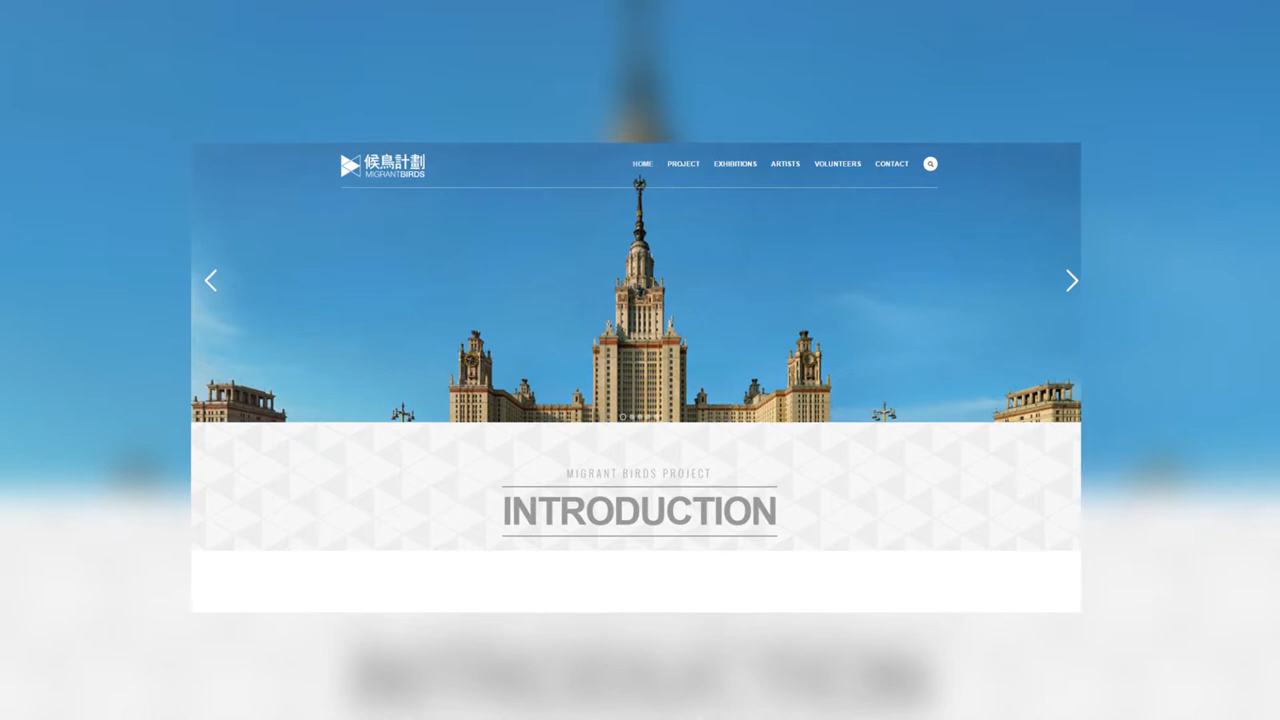 候鳥計劃
MIGRANTBIRDS
HOME PROJECT EXHIBITIONS ARTISTS VOLUNTEERS CONTACT
MIGRANT BIRDS PROJECT
INTRODUCTION